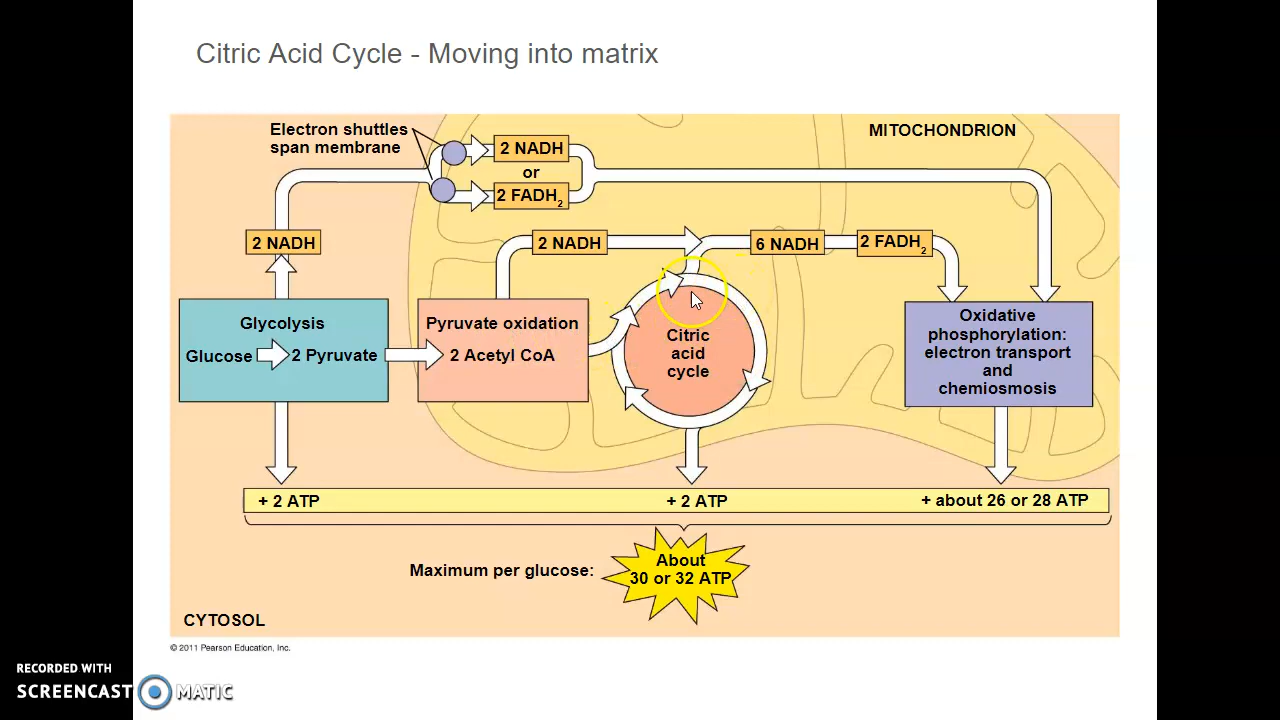 Citric Acid Cycle - Moving into matrix
Electron shuttles
span membrane
2 NADH
or
2 FADH2
MITOCHONDRION
2 NADH
2 NADH
6 NADH
2 FADH2
Glycolysis
Glucose
2 Pyruvate
Pyruvate oxidation
2 Acetyl CoA
Citric
acid
cycle
Oxidative
phosphorylation:
electron transport
and
chemiosmosis
+ 2 ATP
+ 2 ATP
+ about 26 or 28 ATP
Maximum per glucose:
About
30 or 32 ATP
CYTOSOL
© 2011 Pearson Education, Inc.
RECORDED WITH
SCREENCAST MATIC